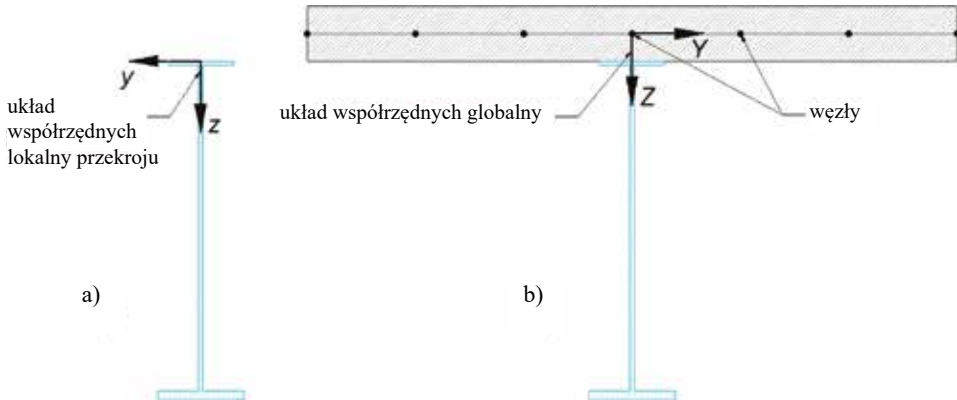 y
z
układ
współrzędnych
lokalny przekroju
a)
Y
Z
układ współrzędnych globalny
węzły
b)